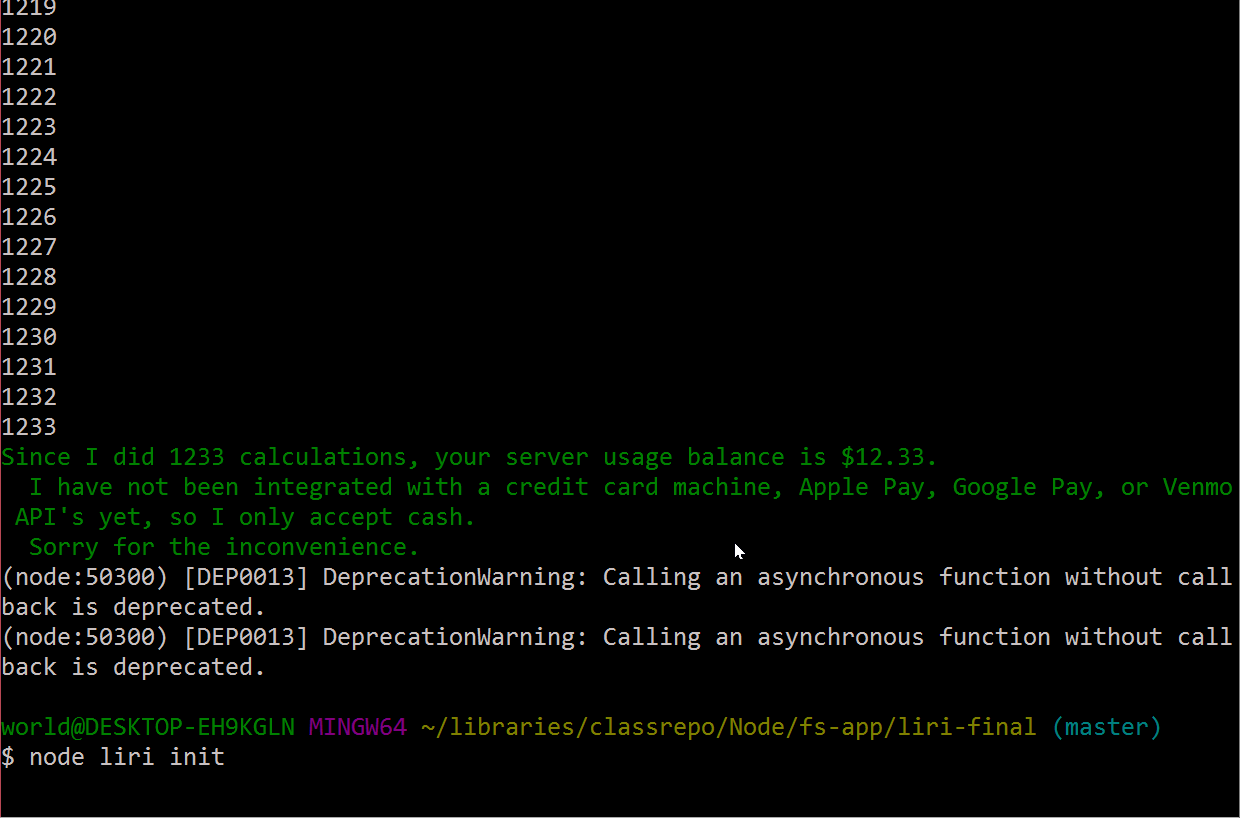 1219
1220
1221
1222
1223
1224
1225
1226
1227
1228
1229
1230
1231
1232
1233
Since I did 1233 calculations, your server usage balance is $12.33.
  I have not been integrated with a credit card machine, Apple Pay, Google Pay, or Venmo
 API's yet, so I only accept cash.
  Sorry for the inconvenience.
(node:50300) [DEP0013] DeprecationWarning: Calling an asynchronous function without call
back is deprecated.
(node:50300) [DEP0013] DeprecationWarning: Calling an asynchronous function without call
back is deprecated.
world@DESKTOP-EH9KGLN MINGW64 ~/libraries/classrepo/Node/fs-app/liri-final (master)
$ node liri init